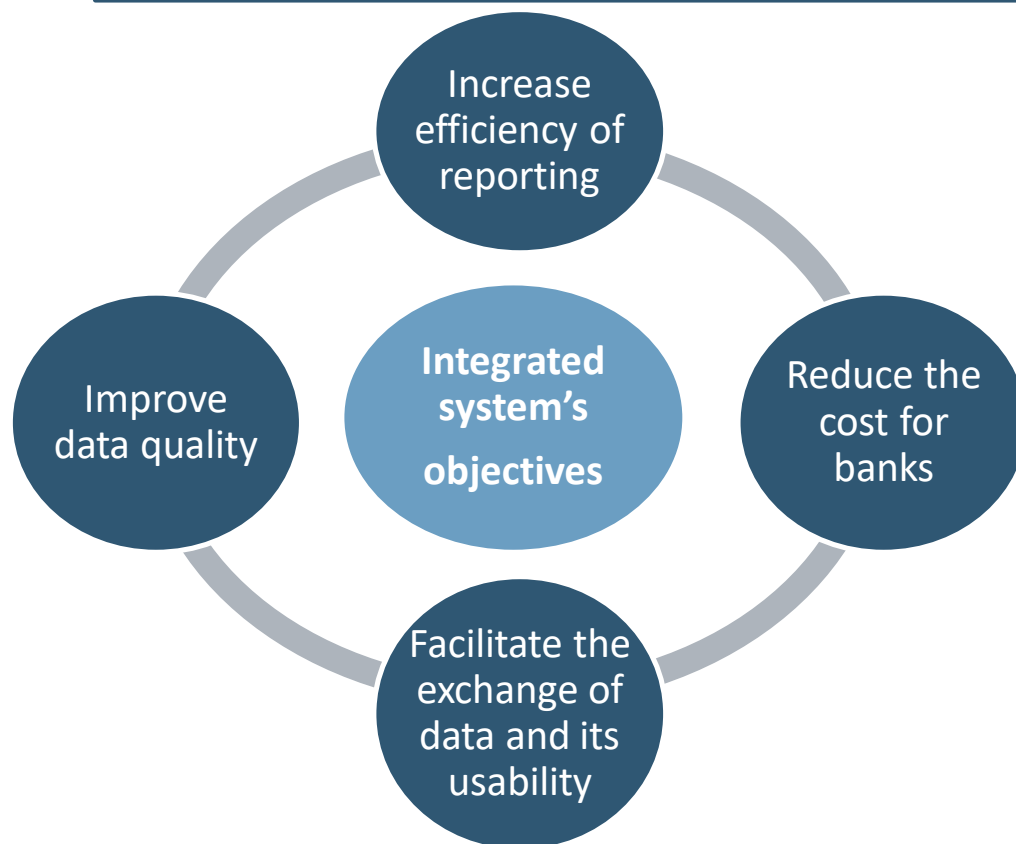 Increase
efficiency of
reporting
Improve
data quality
Integrated
system’s
objectives
Reduce the
cost for
banks
Facilitate the
exchange of
data and its
usability